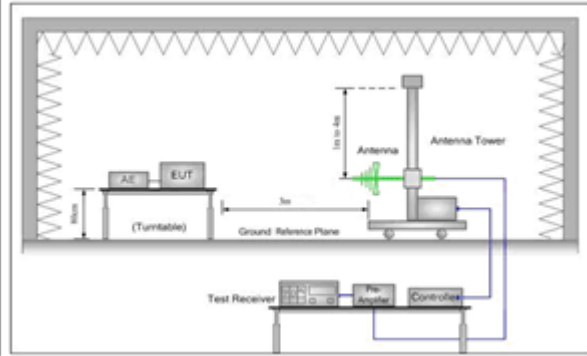 1m to 4m
Antenna
Antenna Tower
AE
EUT
80cm
(Turntable)
3m
Ground Reference Plane
Test Receiver
Pre-
Amplifier
Controller